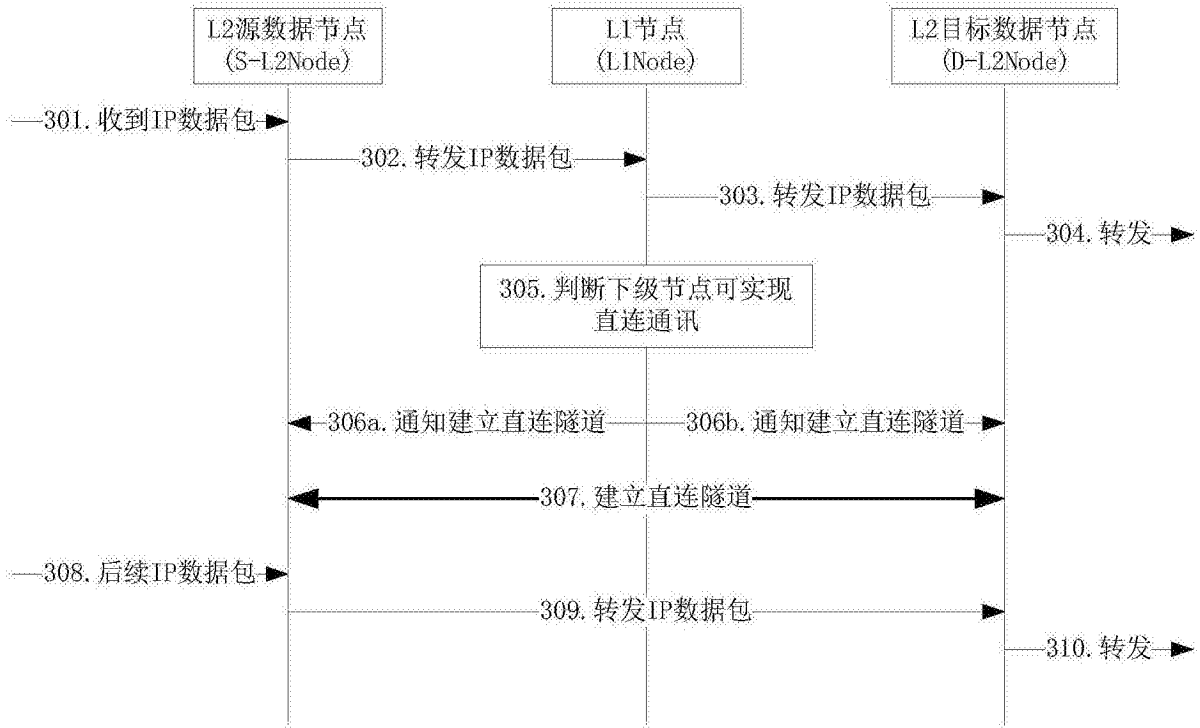 L2源数据节点
(S-L2Node)
L1节点
(L1Node)
L2目标数据节点
(D-L2Node)
301.收到IP数据包
302.转发IP数据包
303.转发IP数据包
304.转发
305.判断下级节点可实现
直连通讯
306a.通知建立直连隧道
306b.通知建立直连隧道
307.建立直连隧道
308.后续IP数据包
309.转发IP数据包
310.转发